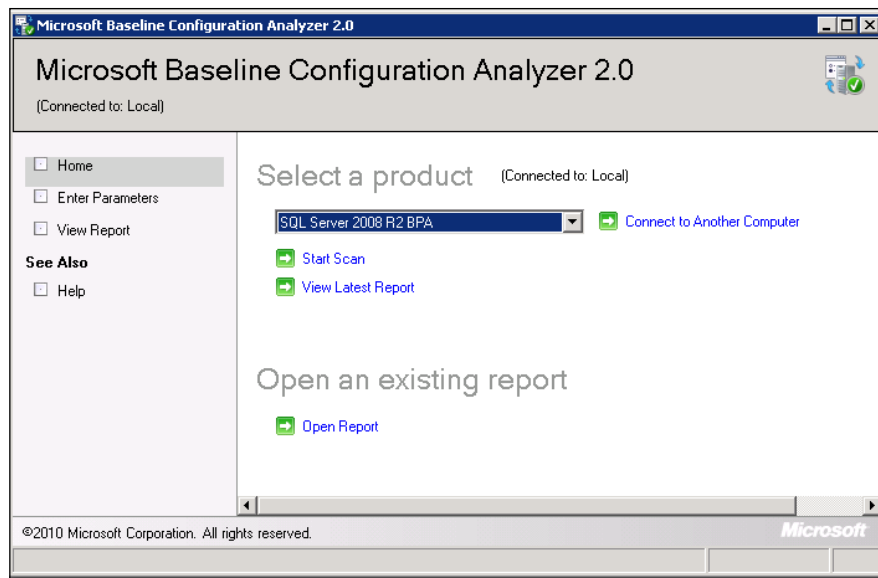 Microsoft Baseline Configuration Analyzer 2.0
Microsoft Baseline Configuration Analyzer 2.0
(Connected to: Local)
Home
Enter Parameters
View Report
See Also
Help
Select a product (Connected to: Local)
SQL Server 2008 R2 BPA Connect to Another Computer
Start Scan
View Latest Report
Open an existing report
Open Report
©2010 Microsoft Corporation. All rights reserved. Microsoft